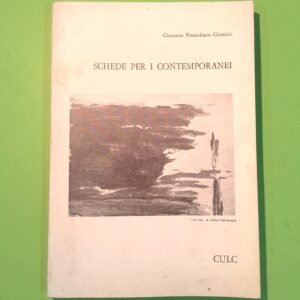 Giovanna Finocchiaro Chimirri
SCHEDE PER I CONTEMPORANEI
CULC